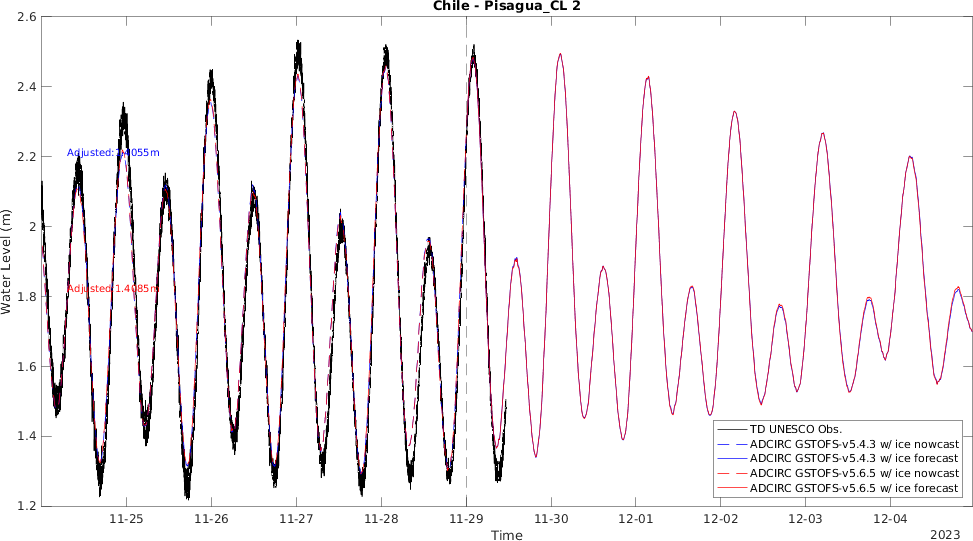 Chile - Pisagua_CL 2
2.6
2.4
2.2
2
1.8
1.6
1.4
1.2
Water Level (m)
Adjusted: 1.4055m
Adjusted 1.4085m
TD UNESCO Obs.
ADCIRC GSTOFS-v5.4.3 w/ ice nowcast
ADCIRC GSTOFS-v5.4.3 w/ ice forecast
ADCIRC GSTOFS-v5.6.5 w/ ice nowcast
ADCIRC GSTOFS-v5.6.5 w/ ice forecast
11-25 11-26 11-27 11-28 11-29 11-30 12-01 12-02 12-03 12-04
Time
2023